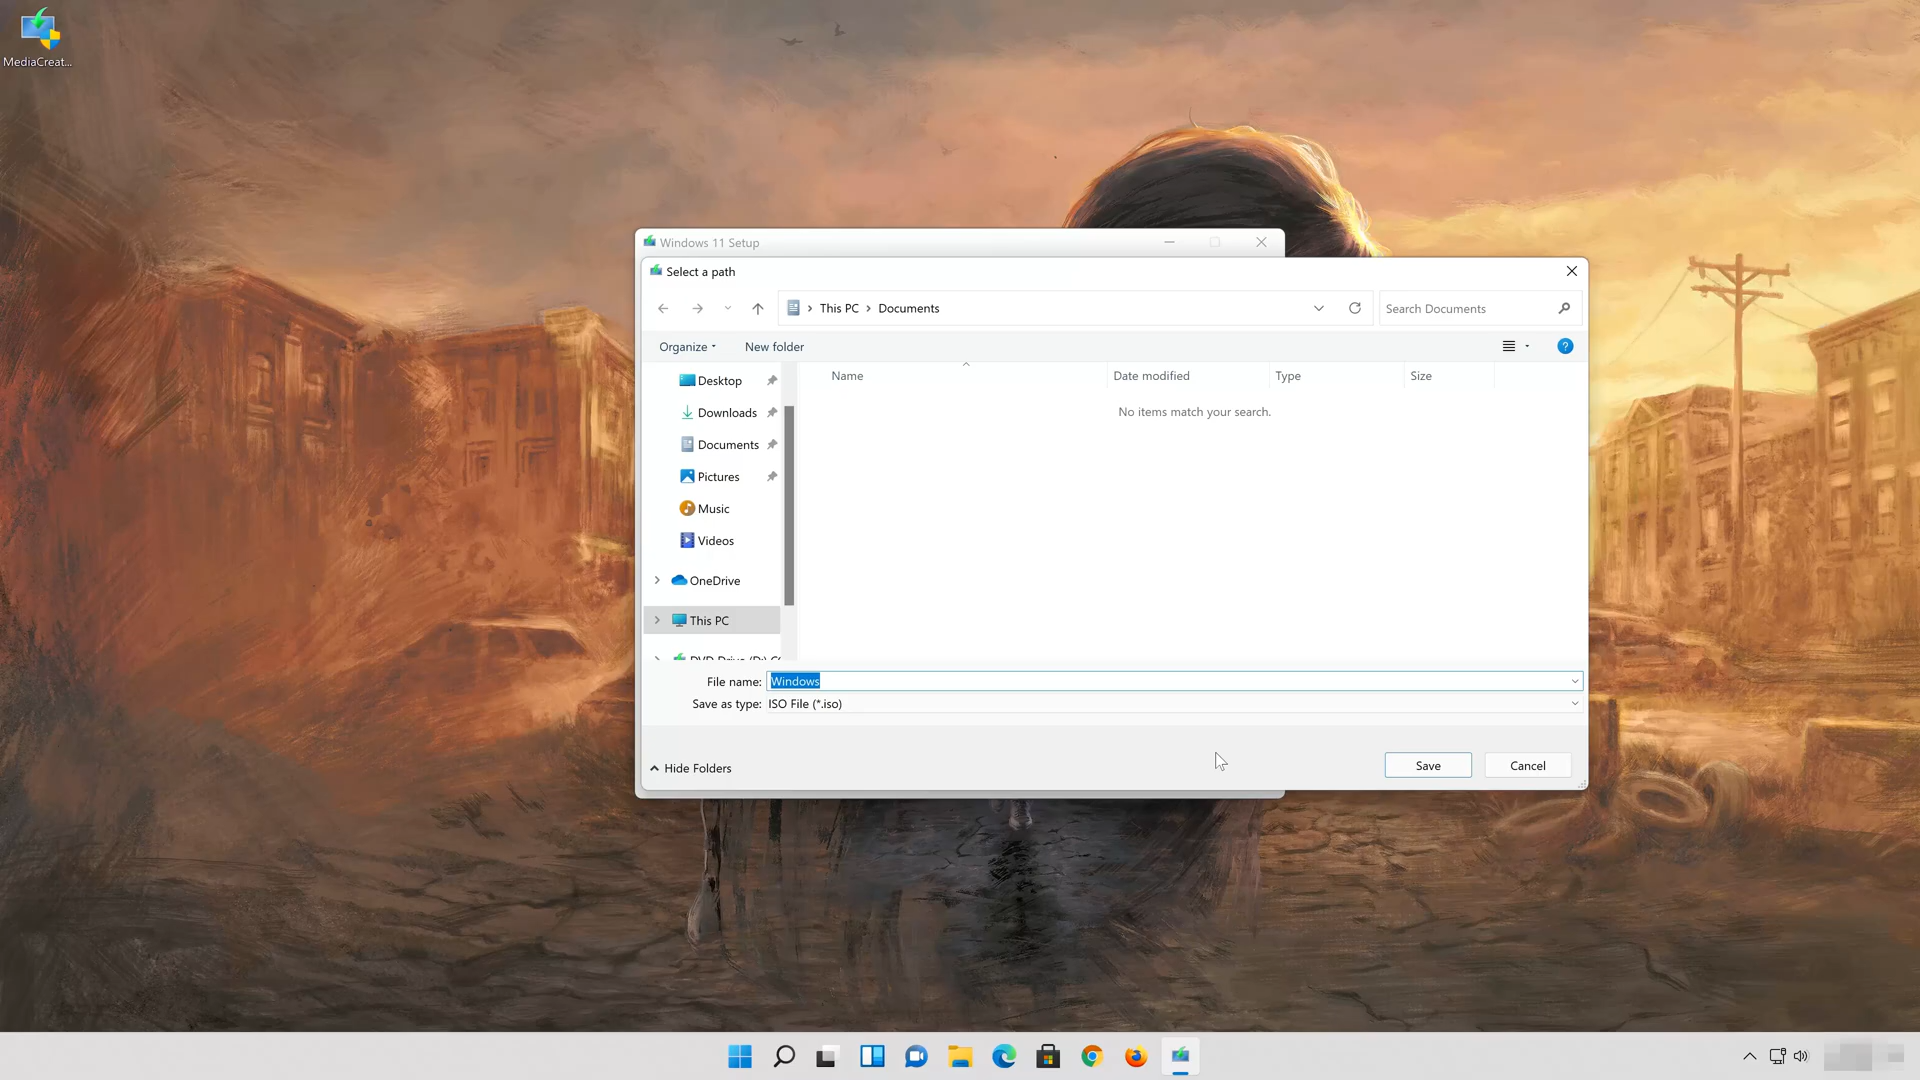 MediaCreat...
Windows 11 Setup
Select a path
This PC
Documents
Search Documents
Organize
New folder
Name
Date modified
Type
Size
No items match your search.
Desktop
Downloads
Documents
Pictures
Music
Videos
OneDrive
This PC
File name:
Windows
Save as type:
ISO File (*.iso)
Hide Folders
Save
Cancel